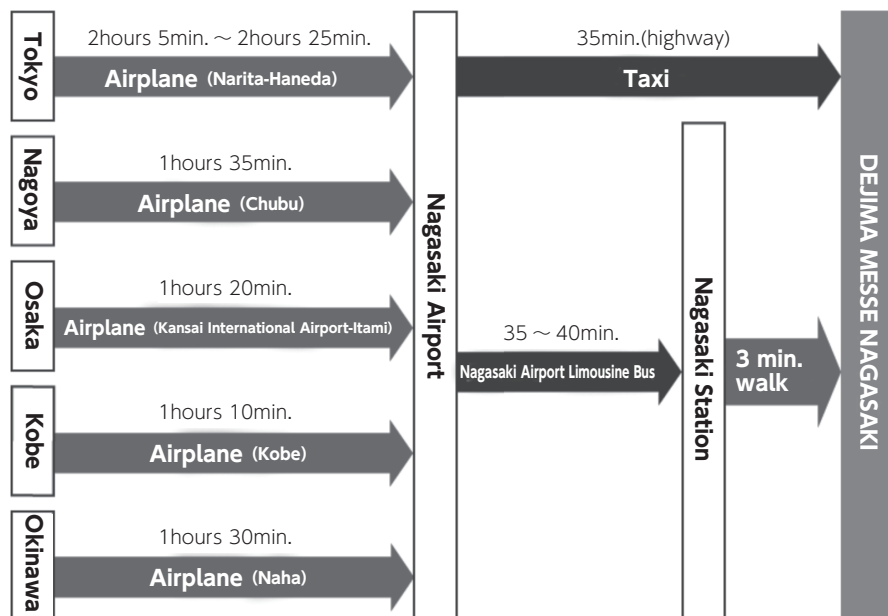 Tokyo
2hours 5min. ～ 2hours 25min.
Airplane (Narita-Haneda)
Nagoya
1hours 35min.
Airplane (Chubu)
Osaka
1hours 20min.
Airplane (Kansai International Airport-Itami)
Kobe
1hours 10min.
Airplane (Kobe)
Okinawa
1hours 30min.
Airplane (Naha)
Nagasaki Airport
35min.(highway)
Taxi
35 ～ 40min.
Nagasaki Airport Limousine Bus
Nagasaki Station
3 min.
walk
DEJIMA MESSE NAGASAKI